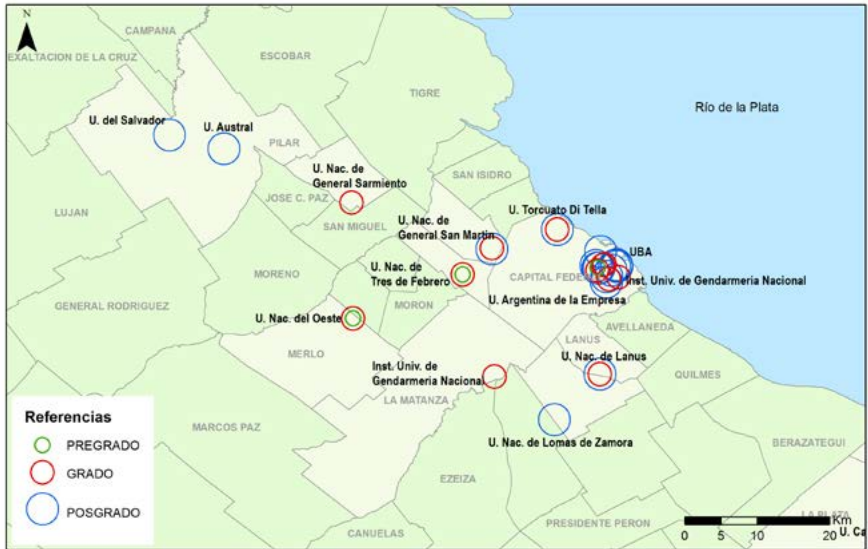 N
CAMPANA
EXALTACION DE LA CRUZ
ESCOBAR
TIGRE
Río de la Plata
U. del Salvador
U. Austral
PILAR
U. Nac. de
General Sarmiento
SAN ISIDRO
JOSE C. PAZ
LUJAN
SAN MIGUEL
U. Nac. de
General San Martín
U. Torcuato Di Tella
UBA
MORENO
U. Nac. de
Tres de Febrero
CAPITAL FEDERAL
Inst. Univ. de Gendarmería Nacional
GENERAL RODRIGUEZ
MORON
U. Argentina de la Empresa
U. Nac. del Oeste
AVELLANEDA
MERLO
LANUS
U. Nac. de Lanus
Inst. Univ. de
Gendarmería Nacional
QUILMES
LA MATANZA
MARCOS PAZ
U. Nac. de Lomas de Zamora
BERAZATEGUI
EZEIZA
Referencias
PREGRADO
GRADO
POSGRADO
PRESIDENTE PERON
CANUELAS
LA PLATA
Km
0 5 10 20
U. Ca